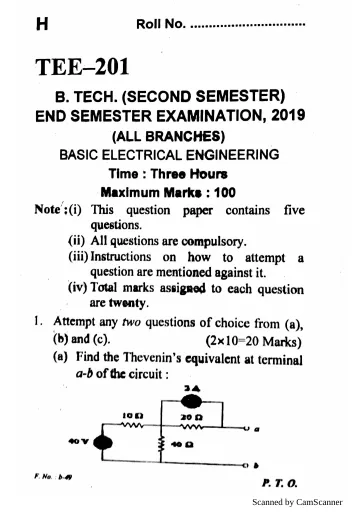 H
Roll No. ................................
TEE–201
B. TECH. (SECOND SEMESTER)
END SEMESTER EXAMINATION, 2019
(ALL BRANCHES)
BASIC ELECTRICAL ENGINEERING
Time : Three Hours
Maximum Marks : 100
Note :(i) This question paper contains five
questions.
(ii) All questions are compulsory.
(iii) Instructions on how to attempt a
question are mentioned against it.
(iv) Total marks assigned to each question
are twenty.
1. Attempt any two questions of choice from (a),
(b) and (c). (2×10=20 Marks)
(a) Find the Thevenin's equivalent at terminal
a-b of the circuit :
3 A
10 Ω 20 Ω
a
40 V 40 Ω
b
F. No. : b-49
P. T. O.
Scanned by CamScanner